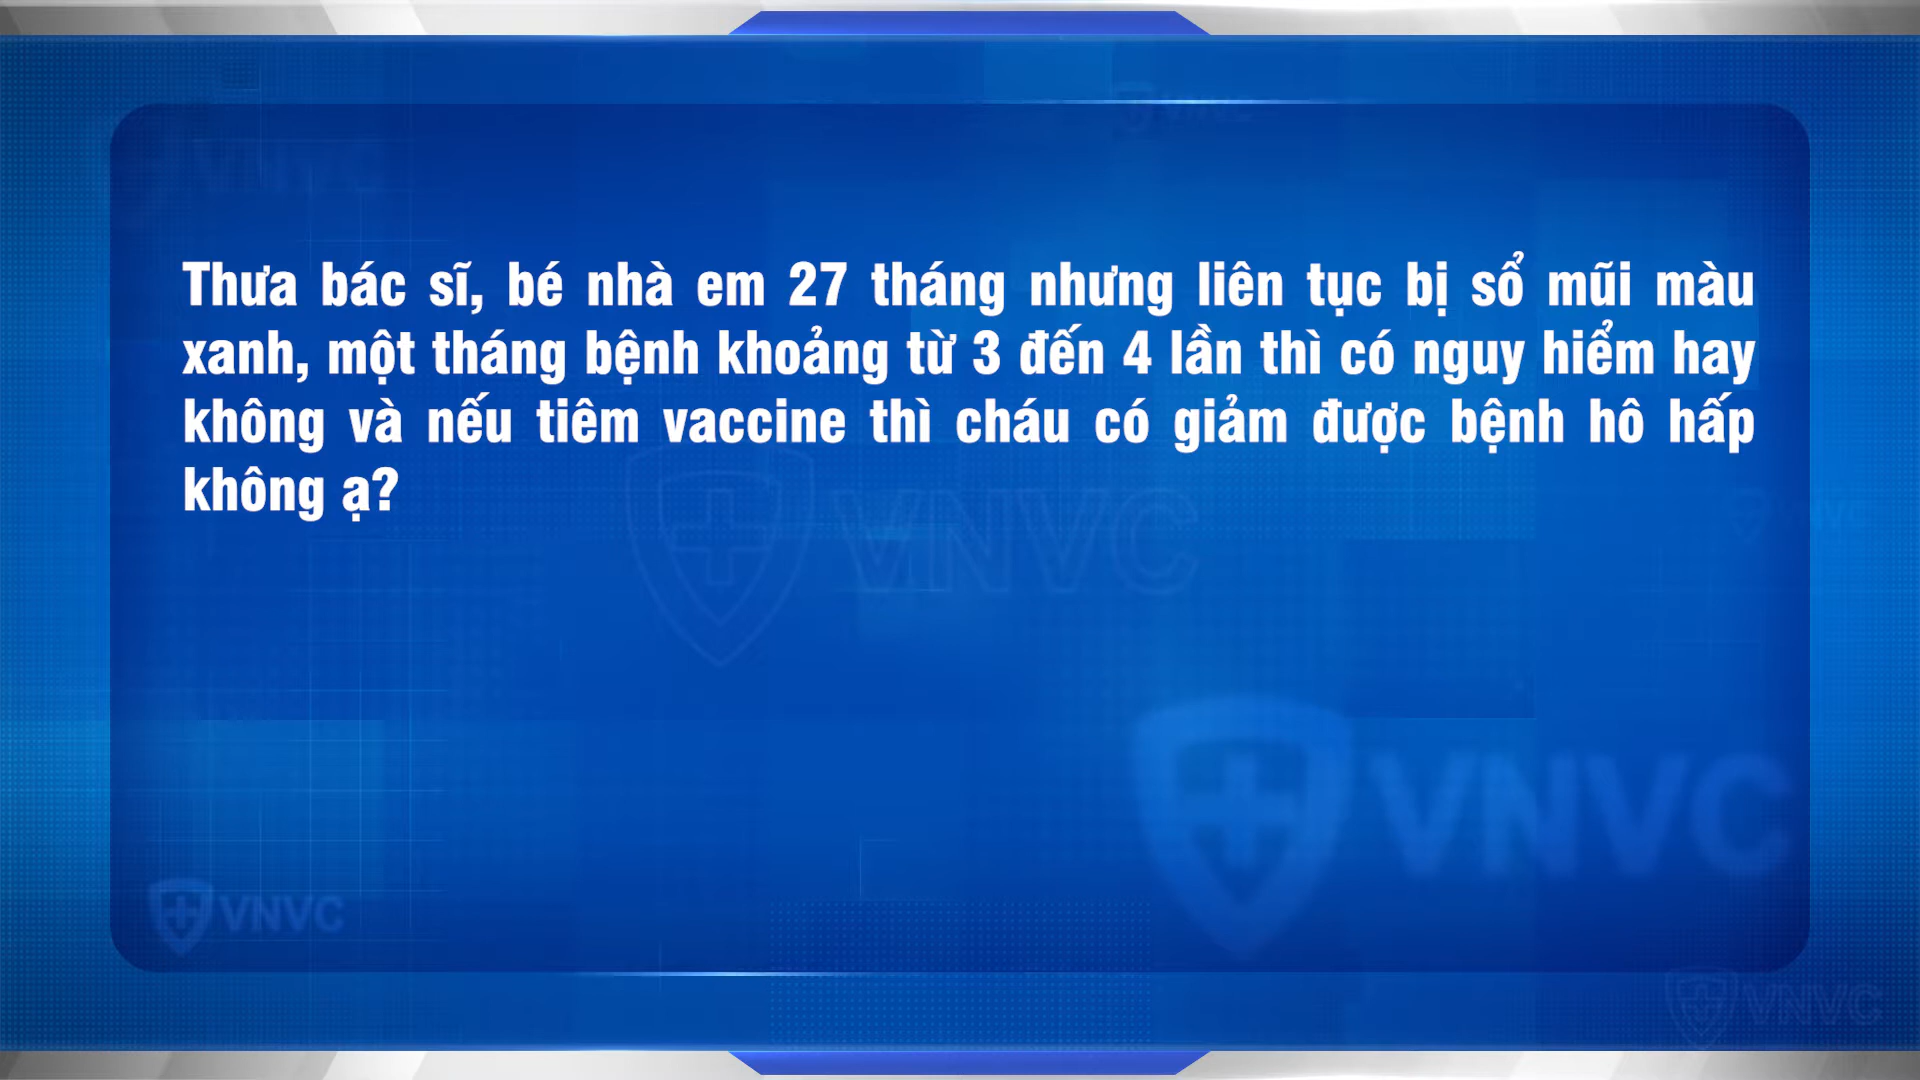 Thưa bác sĩ, bé nhà em 27 tháng nhưng liên tục bị sổ mũi màu
xanh, một tháng bệnh khoảng từ 3 đến 4 lần thì có nguy hiểm hay
không và nếu tiêm vaccine thì cháu có giảm được bệnh hô hấp
không ạ?
VNVC
VNVC
VNVC
VNVC